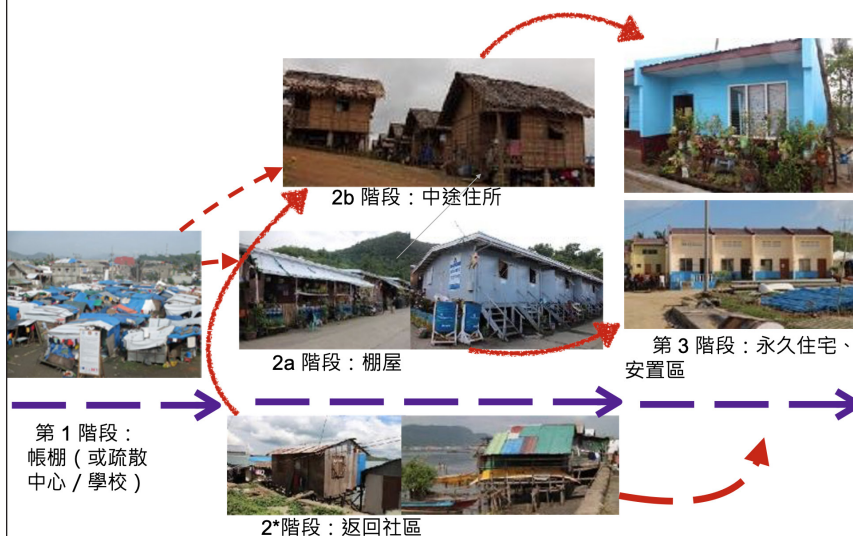 2b 階段：中途住所
2a 階段：棚屋
第 3 階段：永久住宅、
安置區
第 1 階段：
帳棚（或疏散
中心 / 學校）
2*階段：返回社區